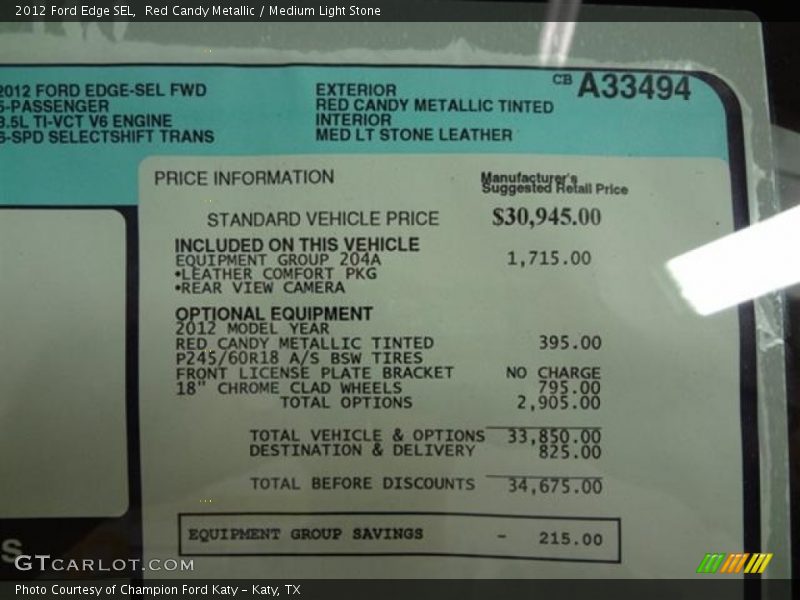 2012 Ford Edge SEL, Red Candy Metallic / Medium Light Stone
CB A33494
2012 FORD EDGE-SEL FWD
5-PASSENGER
3.5L TI-VCT V6 ENGINE
6-SPD SELECTSHIFT TRANS
EXTERIOR
RED CANDY METALLIC TINTED
INTERIOR
MED LT STONE LEATHER
PRICE INFORMATION
Manufacturer's
Suggested Retail Price
STANDARD VEHICLE PRICE $30,945.00
INCLUDED ON THIS VEHICLE
EQUIPMENT GROUP 204A 1,715.00
•LEATHER COMFORT PKG
•REAR VIEW CAMERA
OPTIONAL EQUIPMENT
2012 MODEL YEAR
RED CANDY METALLIC TINTED 395.00
P245/60R18 A/S BSW TIRES
FRONT LICENSE PLATE BRACKET NO CHARGE
18" CHROME CLAD WHEELS 795.00
TOTAL OPTIONS 2,905.00
TOTAL VEHICLE & OPTIONS 33,850.00
DESTINATION & DELIVERY 825.00
TOTAL BEFORE DISCOUNTS 34,675.00
EQUIPMENT GROUP SAVINGS - 215.00
S
GTCARLOT.COM
Photo Courtesy of Champion Ford Katy – Katy, TX